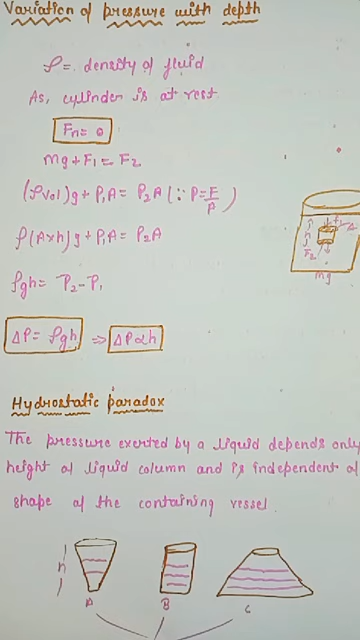 Variation of pressure with depth
ρ = density of fluid
As, cylinder is at rest
Fn = 0
mg + F₁ = F₂
(ρvol)g + P₁A = P₂A (∵ P = F/A)
ρ(A×h)g + P₁A = P₂A
ρgh = P₂ - P₁
ΔP = ρgh ⇒ ΔP α h
F₁ A
h
F₂
mg
Hydrostatic paradox
The pressure exerted by a liquid depends only
height of liquid column and is independent of
shape of the containing vessel.
h
A B C